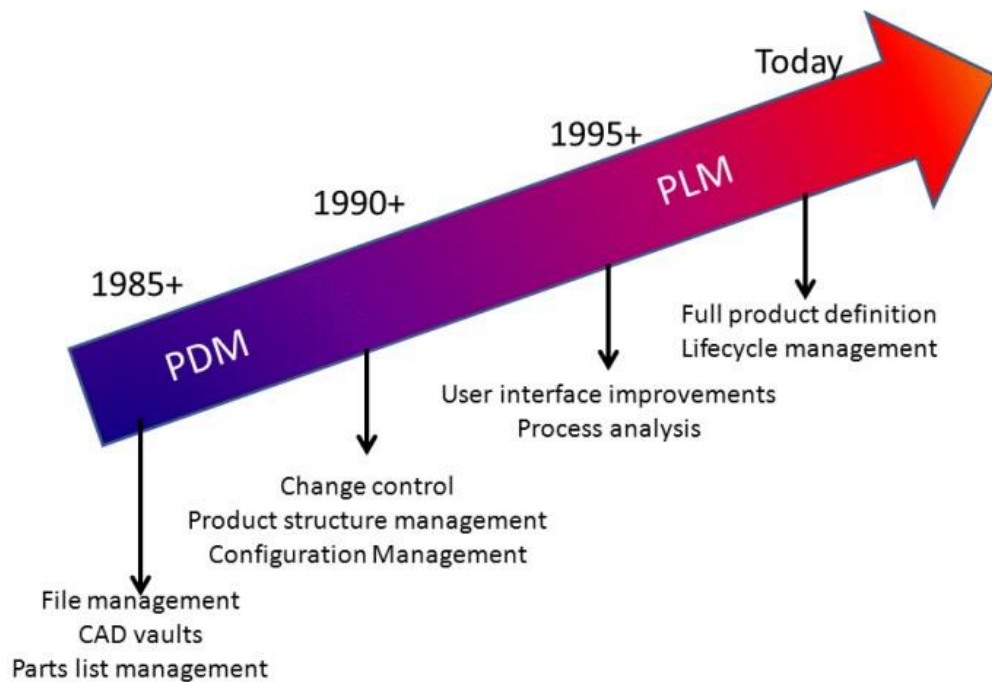 Today
1995+
PLM
1990+
1985+
PDM
Full product definition
Lifecycle management
User interface improvements
Process analysis
Change control
Product structure management
Configuration Management
File management
CAD vaults
Parts list management